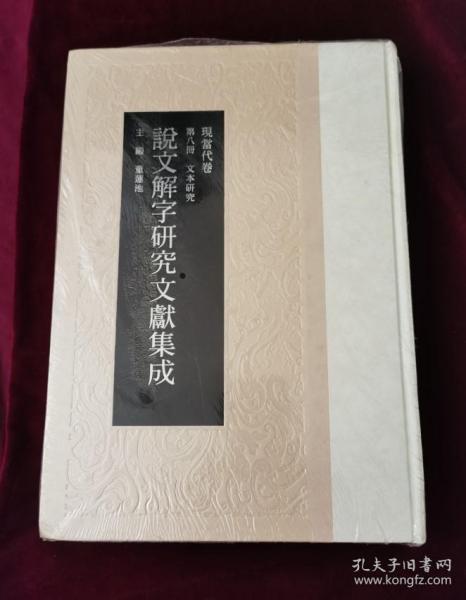 現當代卷
第八冊 文本研究
說文解字研究文獻集成
主編 董蓮池
孔夫子旧书网
www.kongfz.com